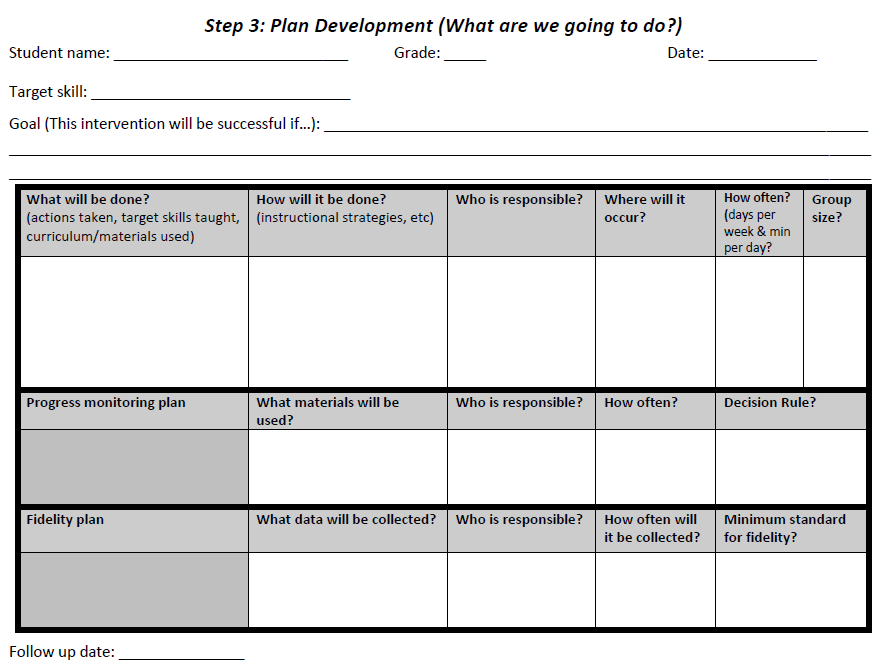 Step 3: Plan Development (What are we going to do?)
Student name: ____________________________ Grade: _____ Date: _____________
Target skill: _______________________________
Goal (This intervention will be successful if…): _________________________________________________________________
What will be done?
(actions taken, target skills taught,
curriculum/materials used)
How will it be done?
(instructional strategies, etc)
Who is responsible?
Where will it
occur?
How often?
(days per
week & min
per day?
Group
size?
Progress monitoring plan
What materials will be
used?
Who is responsible?
How often?
Decision Rule?
Fidelity plan
What data will be collected?
Who is responsible?
How often will
it be collected?
Minimum standard
for fidelity?
Follow up date: _______________